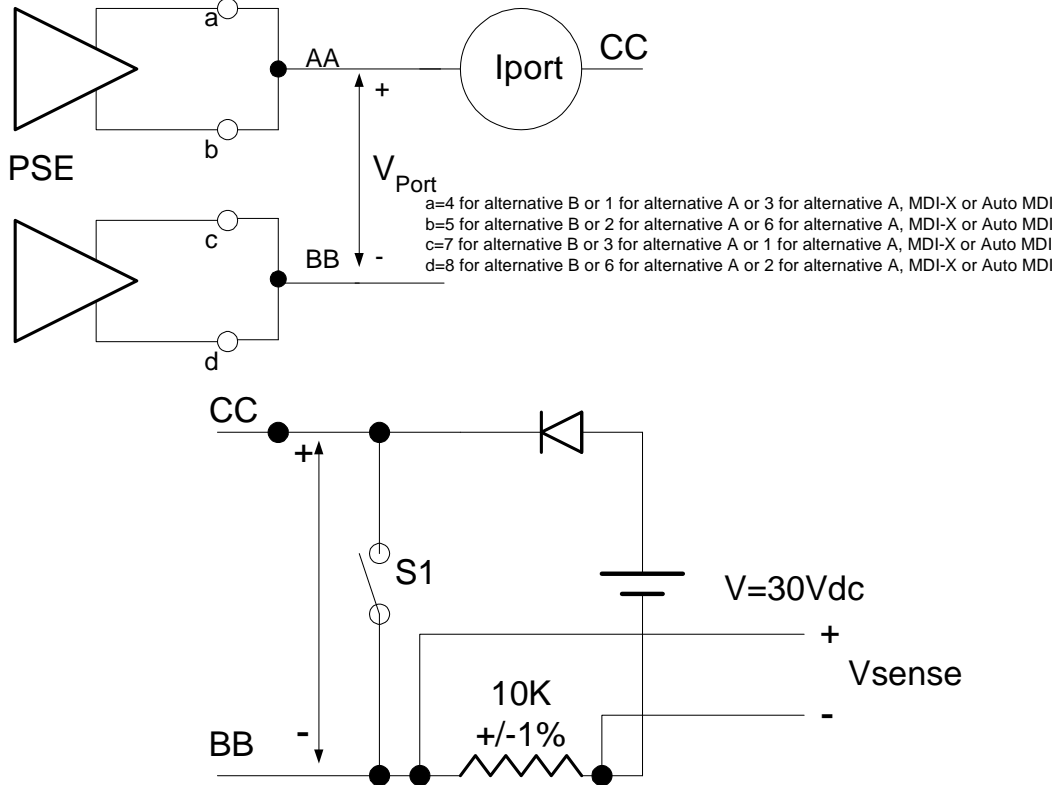 a
AA
Iport
CC
+
b
PSE
VPort
a=4 for alternative B or 1 for alternative A or 3 for alternative A, MDI-X or Auto MDI
b=5 for alternative B or 2 for alternative A or 6 for alternative A, MDI-X or Auto MDI
c
c=7 for alternative B or 3 for alternative A or 1 for alternative A, MDI-X or Auto MDI
BB
-
d=8 for alternative B or 6 for alternative A or 2 for alternative A, MDI-X or Auto MDI
d
CC
+
S1
V=30Vdc
+
Vsense
10K
+/-1%
-
-
BB